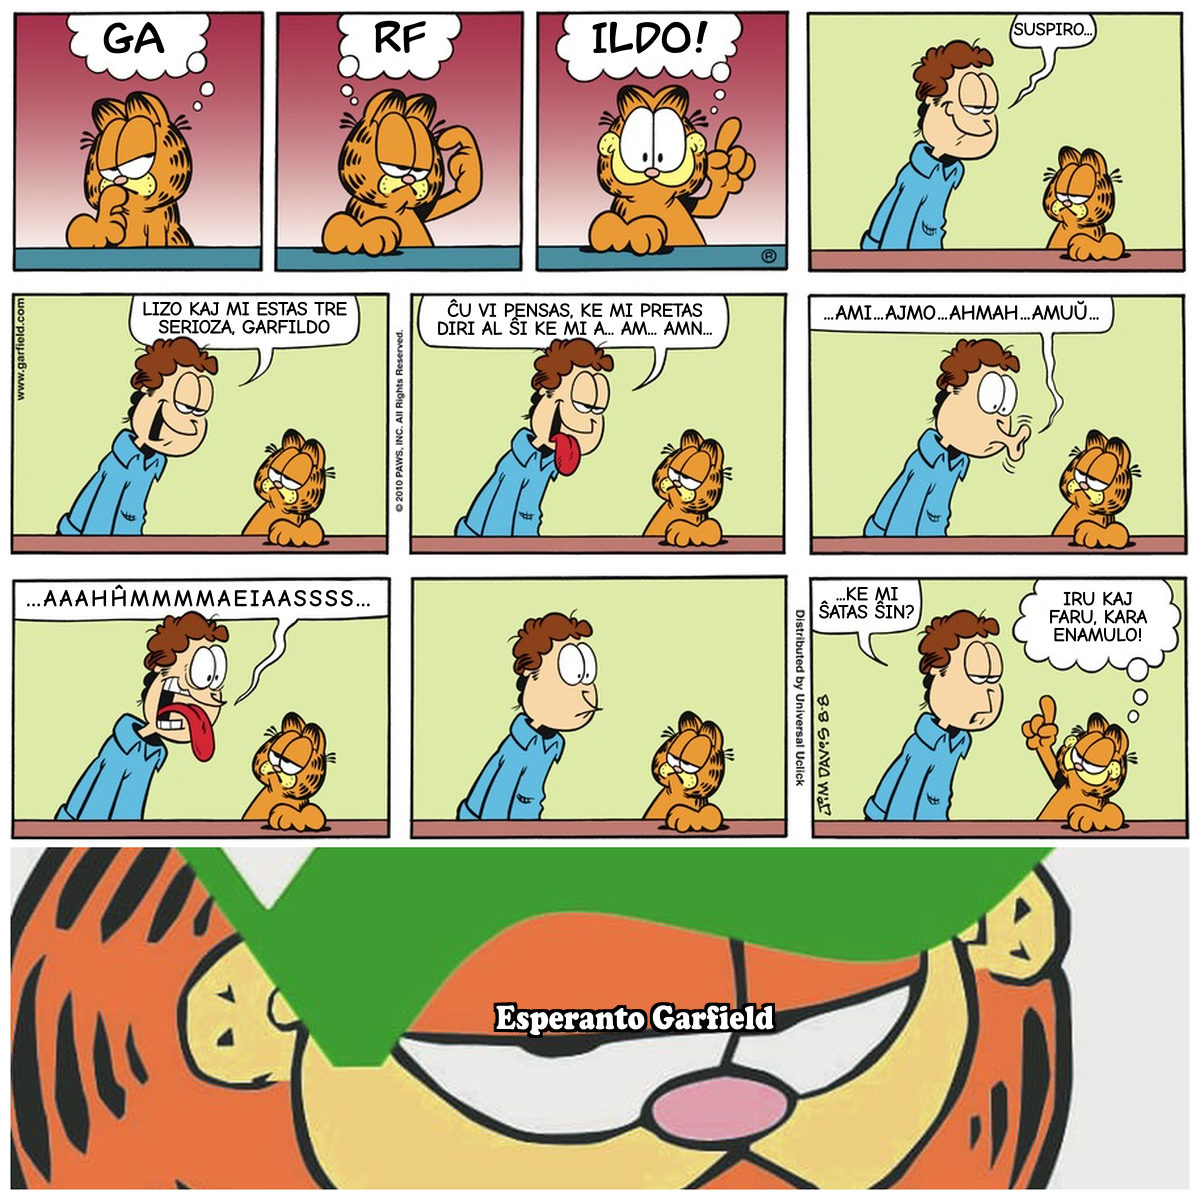 GA
RF
ILDO!
®
SUSPIRO...
www.garfield.com
LIZO KAJ MI ESTAS TRE
SERIOZA, GARFILDO
© 2010 PAWS, INC. All Rights Reserved.
ĈU VI PENSAS, KE MI PRETAS
DIRI AL ŜI KE MI A... AM... AMN...
...AMI...AJMO...AHMAH...AMUŬ...
...AAAHĤMMMMAEIAASSSS...
Distributed by Universal Uclick
...KE MI
ŜATAS ŜIN?
IRU KAJ
FARU, KARA
ENAMULO!
JIM DAVIS 8·8
Esperanto Garfield